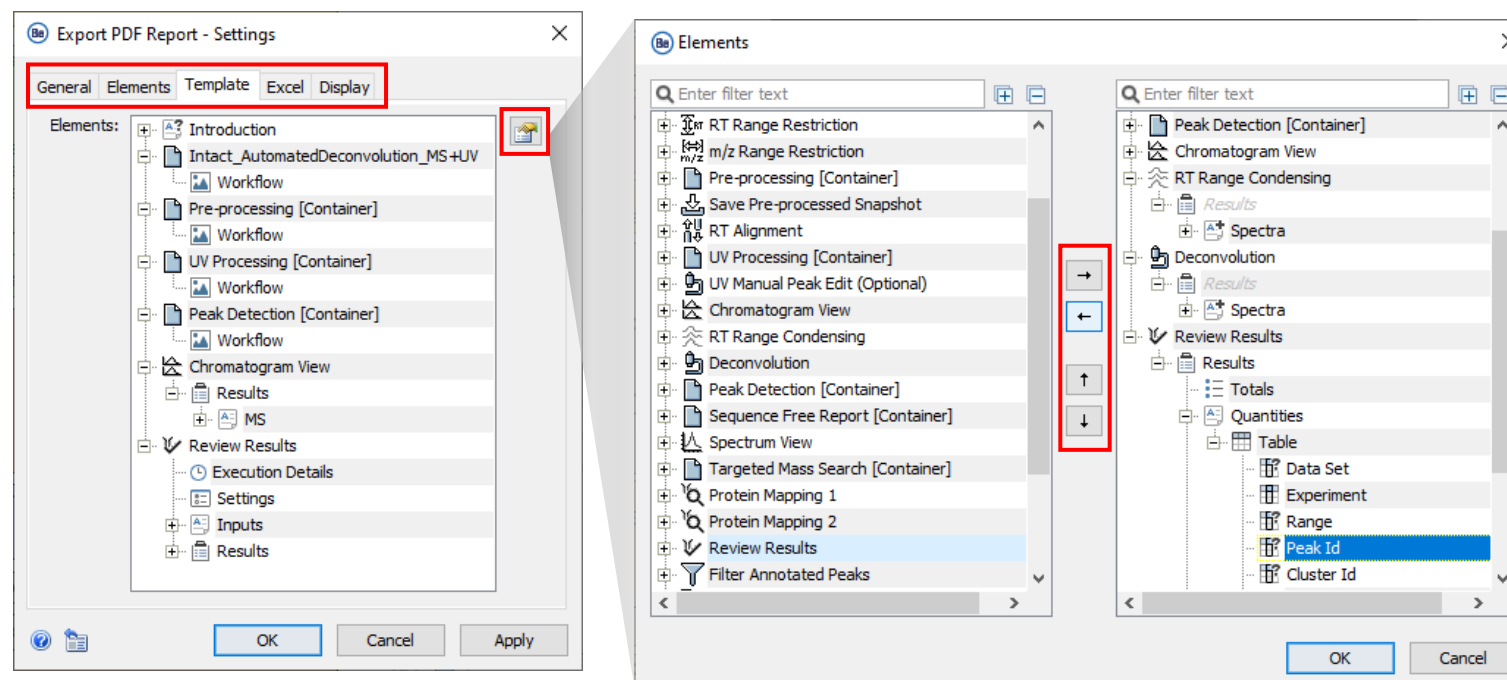 Export PDF Report - Settings
General Elements Template Excel Display
Elements:
Introduction
Intact_AutomatedDeconvolution_MS+UV
Workflow
Pre-processing [Container]
Workflow
UV Processing [Container]
Workflow
Peak Detection [Container]
Workflow
Chromatogram View
Results
MS
Review Results
Execution Details
Settings
Inputs
Results
OK Cancel Apply
Elements
Enter filter text
RT Range Restriction
m/z Range Restriction
Pre-processing [Container]
Save Pre-processed Snapshot
RT Alignment
UV Processing [Container]
UV Manual Peak Edit (Optional)
Chromatogram View
RT Range Condensing
Deconvolution
Peak Detection [Container]
Sequence Free Report [Container]
Spectrum View
Targeted Mass Search [Container]
Protein Mapping 1
Protein Mapping 2
Review Results
Filter Annotated Peaks
Enter filter text
Peak Detection [Container]
Chromatogram View
RT Range Condensing
Results
Spectra
Deconvolution
Results
Spectra
Review Results
Results
Totals
Quantities
Table
Data Set
Experiment
Range
Peak Id
Cluster Id
OK Cancel